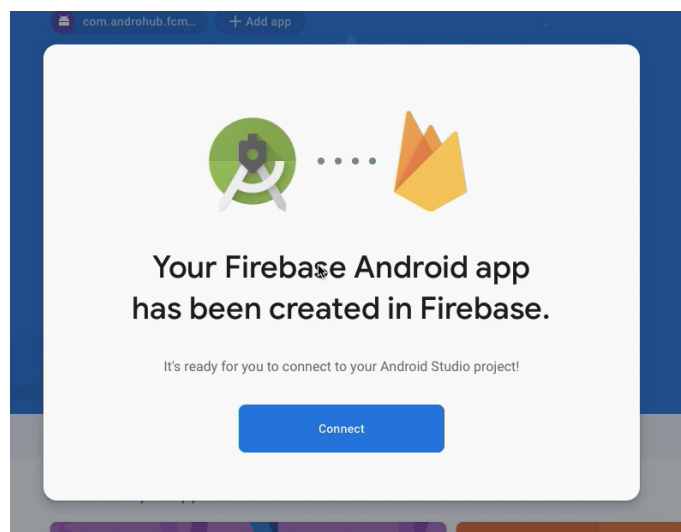 com.androhub.fcm...
+ Add app
Your Firebase Android app
has been created in Firebase.
It's ready for you to connect to your Android Studio project!
Connect